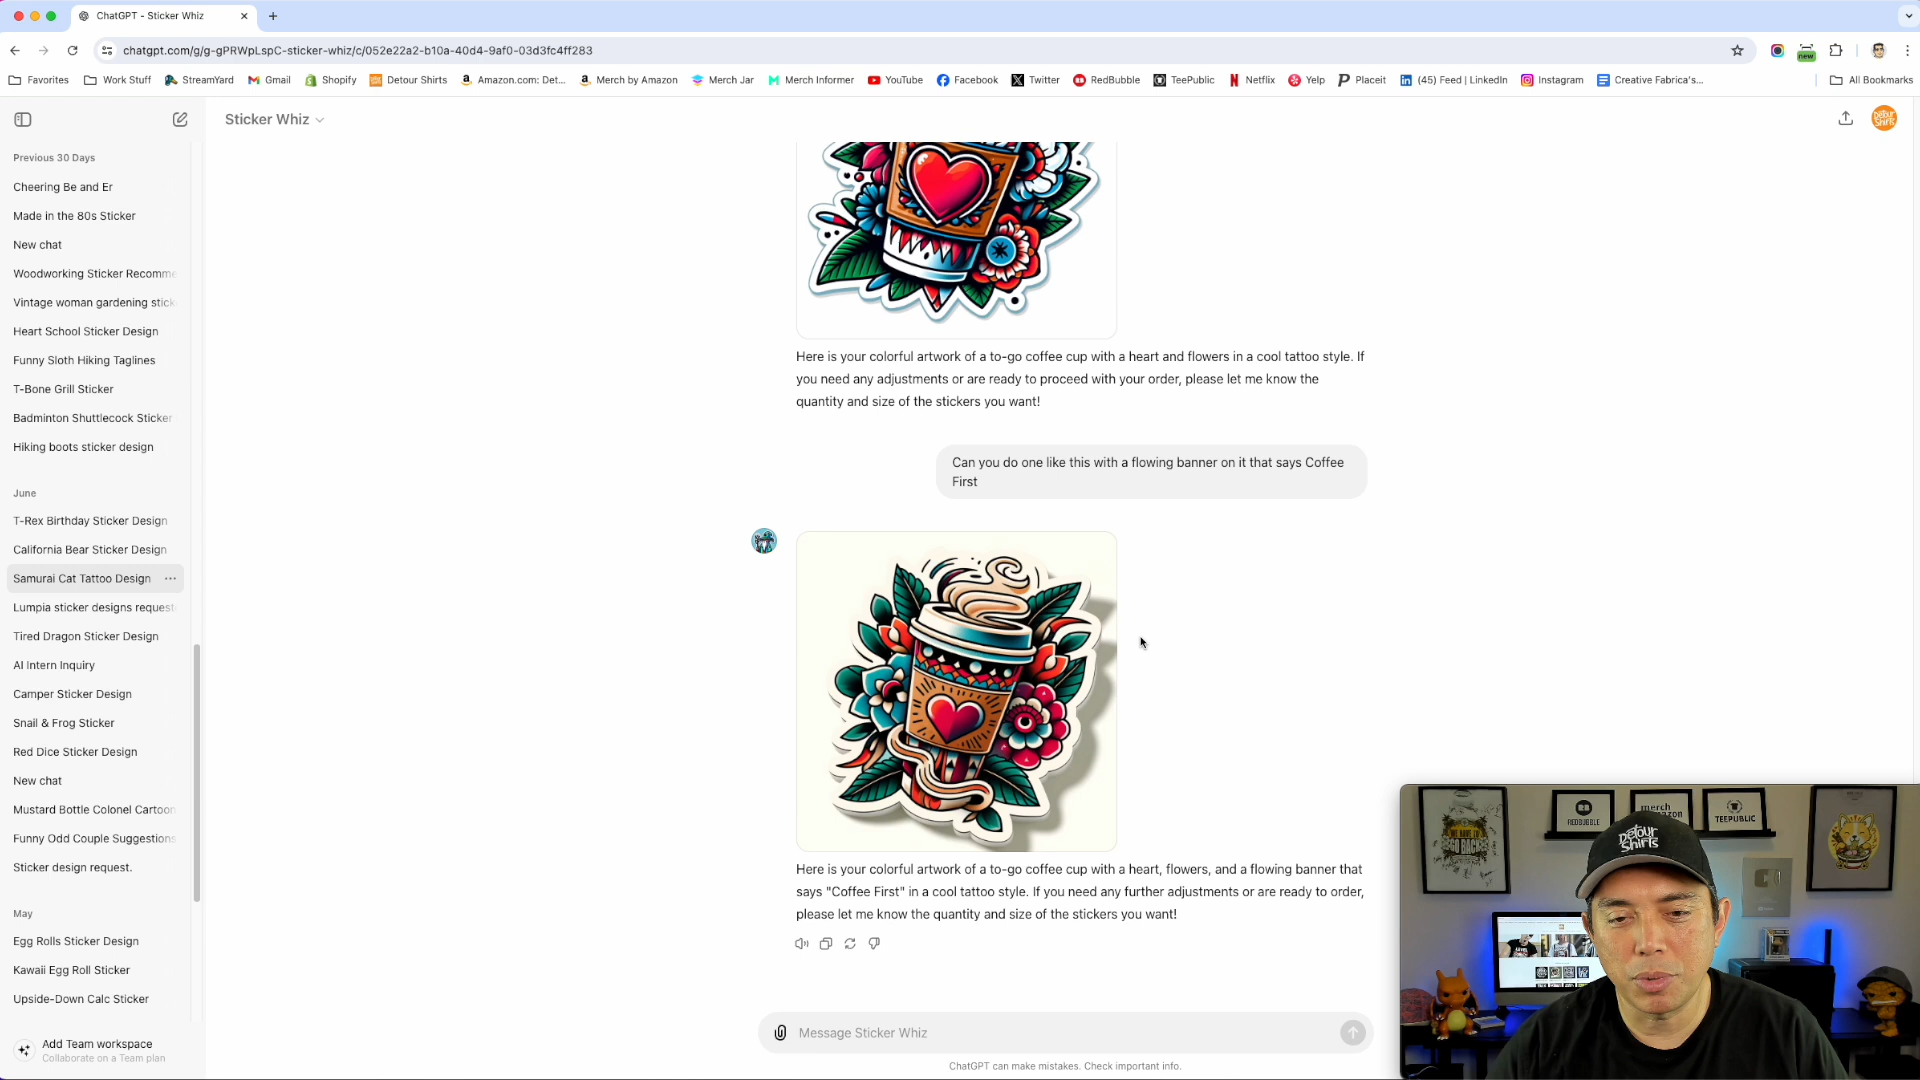 ChatGPT - Sticker Whiz
chatgpt.com/g/g-gPRWpLspC-sticker-whiz/c/052e22a2-b10a-40d4-9af0-03d3fc4ff283
new
Favorites Work Stuff StreamYard Gmail Shopify Detour Shirts Amazon.com: Det... Merch by Amazon Merch Jar Merch Informer YouTube Facebook Twitter RedBubble TeePublic Netflix Yelp Placeit (45) Feed | LinkedIn Instagram Creative Fabrica's... All Bookmarks
Sticker Whiz
Previous 30 Days
Cheering Be and Er
Made in the 80s Sticker
New chat
Woodworking Sticker Recomme
Vintage woman gardening stick
Heart School Sticker Design
Funny Sloth Hiking Taglines
T-Bone Grill Sticker
Badminton Shuttlecock Sticker
Hiking boots sticker design
June
T-Rex Birthday Sticker Design
California Bear Sticker Design
Samurai Cat Tattoo Design
Lumpia sticker designs request
Tired Dragon Sticker Design
AI Intern Inquiry
Camper Sticker Design
Snail & Frog Sticker
Red Dice Sticker Design
New chat
Mustard Bottle Colonel Cartoon
Funny Odd Couple Suggestions
Sticker design request.
May
Egg Rolls Sticker Design
Kawaii Egg Roll Sticker
Upside-Down Calc Sticker
Add Team workspace
Collaborate on a Team plan
Here is your colorful artwork of a to-go coffee cup with a heart and flowers in a cool tattoo style. If
you need any adjustments or are ready to proceed with your order, please let me know the
quantity and size of the stickers you want!
Can you do one like this with a flowing banner on it that says Coffee
First
Here is your colorful artwork of a to-go coffee cup with a heart, flowers, and a flowing banner that
says "Coffee First" in a cool tattoo style. If you need any further adjustments or are ready to order,
please let me know the quantity and size of the stickers you want!
Message Sticker Whiz
ChatGPT can make mistakes. Check important info.
REDBUBBLE
merch
TEEPUBLIC
DETOUR
SHIRTS